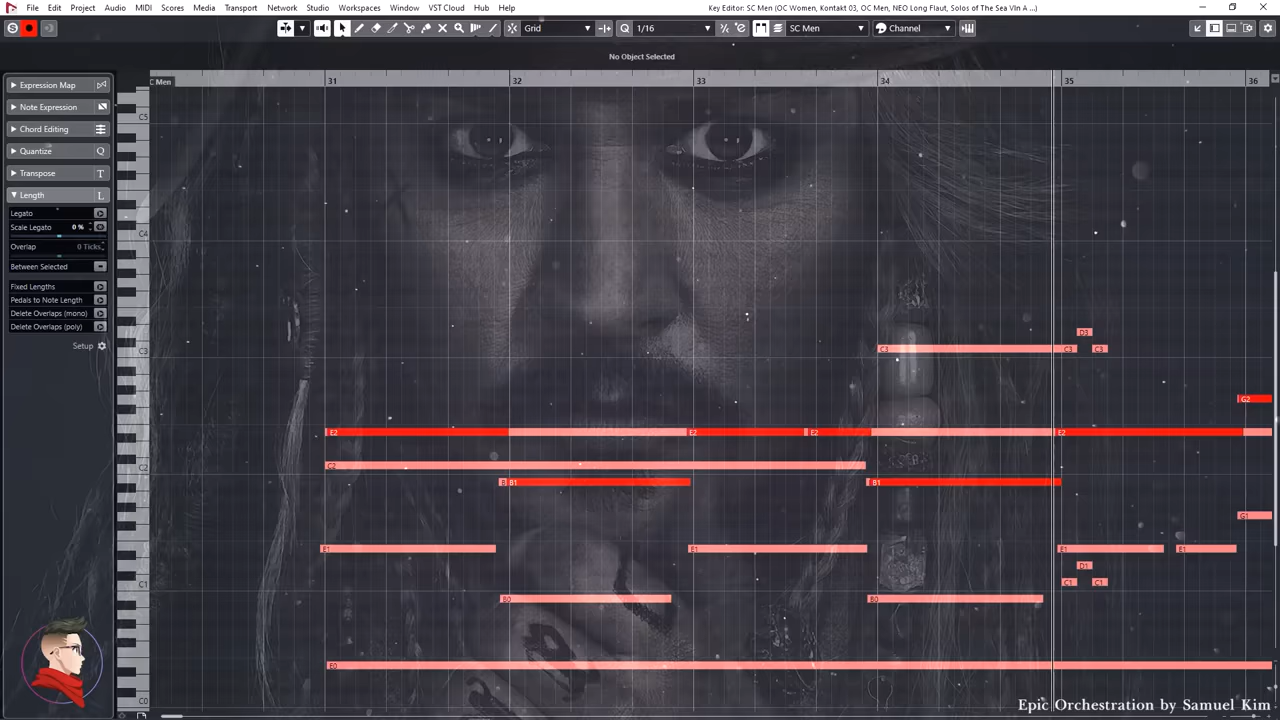 File Edit Project Audio MIDI Scores Media Transport Network Studio Workspaces Window VST Cloud Hub Help
Key Editor: SC Men (OC Women, Kontakt 03, OC Men, NEO Long Flaut, Solos of The Sea Vln A ...)
S Grid Q 1/16 SC Men Channel
No Object Selected
C Men 31 32 33 34 35 36
Expression Map
Note Expression
Chord Editing
Quantize Q
Transpose T
Length L
Legato
Scale Legato 0 %
Overlap 0 Ticks
Between Selected
Fixed Lengths
Pedals to Note Length
Delete Overlaps (mono)
Delete Overlaps (poly)
Setup
C5
C4
D3
C3 C3 C3 C3
G2
E2 E2 E2 E2
C2 C2
B B1 B1
G1
E1 E1 E1 E1
D1
C1 C1 C1
B0 B0
E0
C0
Epic Orchestration by Samuel Kim